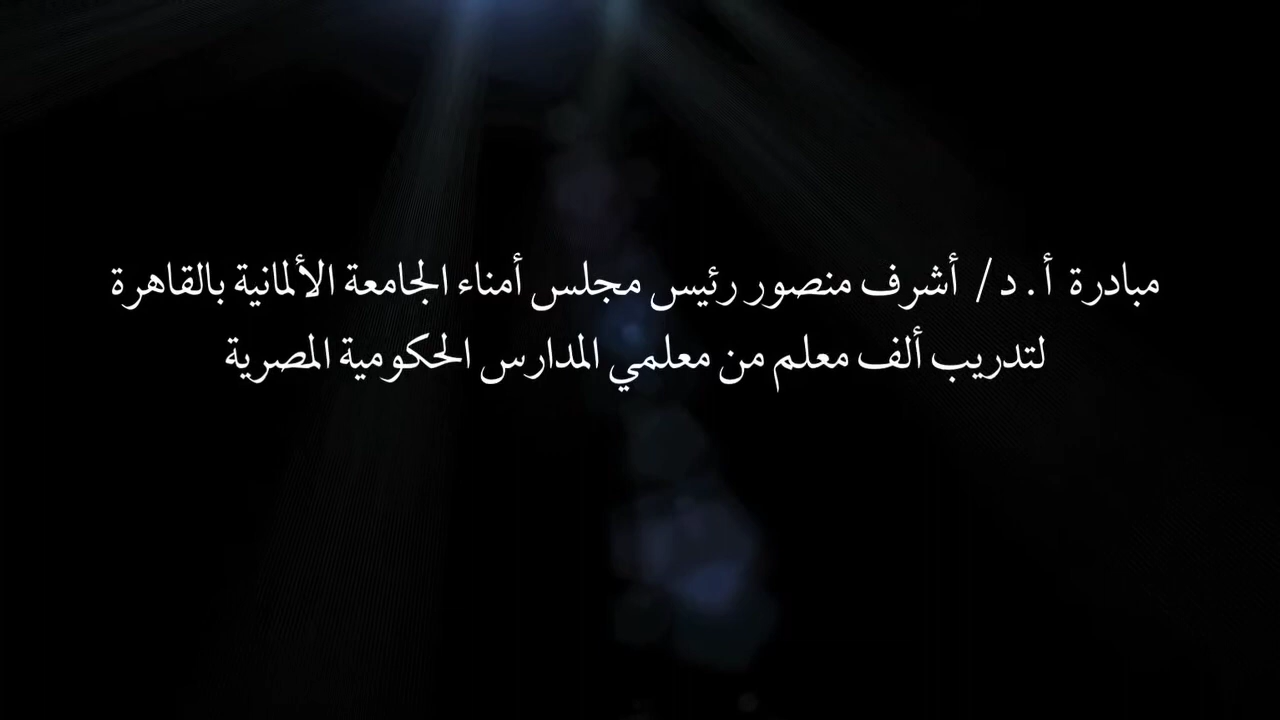 مبادرة أ.د/ أشرف منصور رئيس مجلس أمناء الجامعة الألمانية بالقاهرة
لتدريب ألف معلم من معلمي المدارس الحكومية المصرية